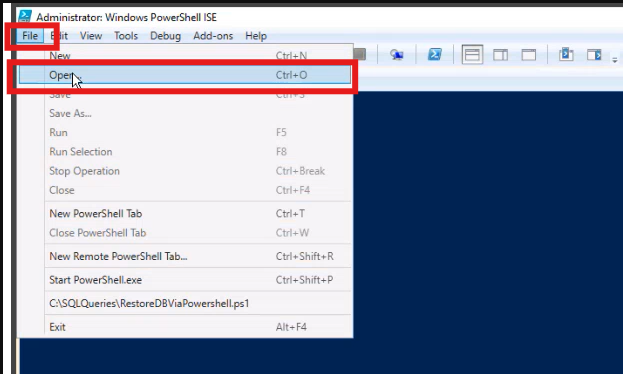 Administrator: Windows PowerShell ISE
File Edit View Tools Debug Add-ons Help
New Ctrl+N
Open... Ctrl+O
Save Ctrl+S
Save As...
Run F5
Run Selection F8
Stop Operation Ctrl+Break
Close Ctrl+F4
New PowerShell Tab Ctrl+T
Close PowerShell Tab Ctrl+W
New Remote PowerShell Tab... Ctrl+Shift+R
Start PowerShell.exe Ctrl+Shift+P
C:\SQLQueries\RestoreDBViaPowershell.ps1
Exit Alt+F4